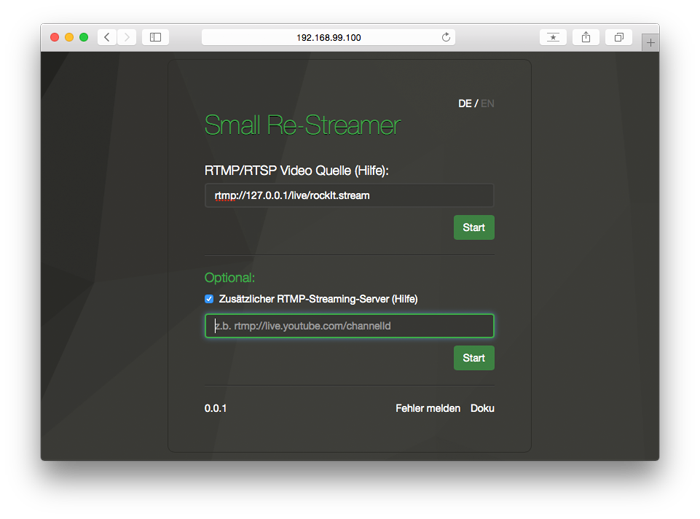 192.168.99.100
DE / EN
Small Re-Streamer
RTMP/RTSP Video Quelle (Hilfe):
rtmp://127.0.0.1/live/rockIt.stream
Start
Optional:
Zusätzlicher RTMP-Streaming-Server (Hilfe)
z.b. rtmp://live.youtube.com/channelId
Start
0.0.1 Fehler melden Doku